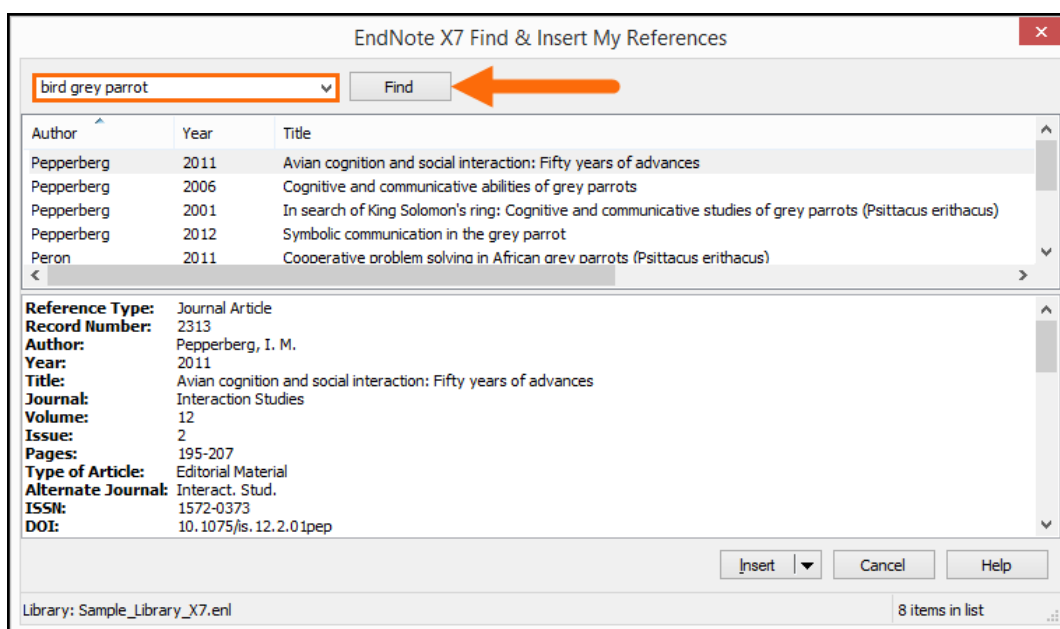 EndNote X7 Find & Insert My References
bird grey parrot Find
Author Year Title
Pepperberg 2011 Avian cognition and social interaction: Fifty years of advances
Pepperberg 2006 Cognitive and communicative abilities of grey parrots
Pepperberg 2001 In search of King Solomon's ring: Cognitive and communicative studies of grey parrots (Psittacus erithacus)
Pepperberg 2012 Symbolic communication in the grey parrot
Peron 2011 Cooperative problem solving in African grey parrots (Psittacus erithacus)
Reference Type: Journal Article
Record Number: 2313
Author: Pepperberg, I. M.
Year: 2011
Title: Avian cognition and social interaction: Fifty years of advances
Journal: Interaction Studies
Volume: 12
Issue: 2
Pages: 195-207
Type of Article: Editorial Material
Alternate Journal: Interact. Stud.
ISSN: 1572-0373
DOI: 10.1075/is.12.2.01pep
Insert Cancel Help
Library: Sample_Library_X7.enl 8 items in list